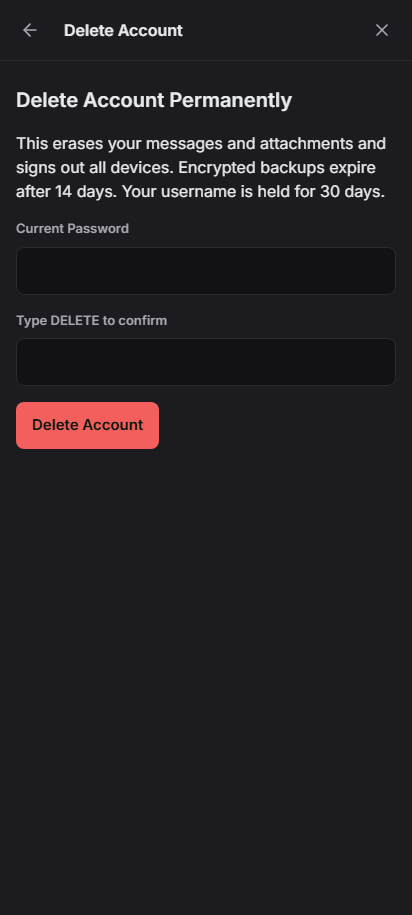 Delete Account
Delete Account Permanently
This erases your messages and attachments and
signs out all devices. Encrypted backups expire
after 14 days. Your username is held for 30 days.
Current Password
Type DELETE to confirm
Delete Account